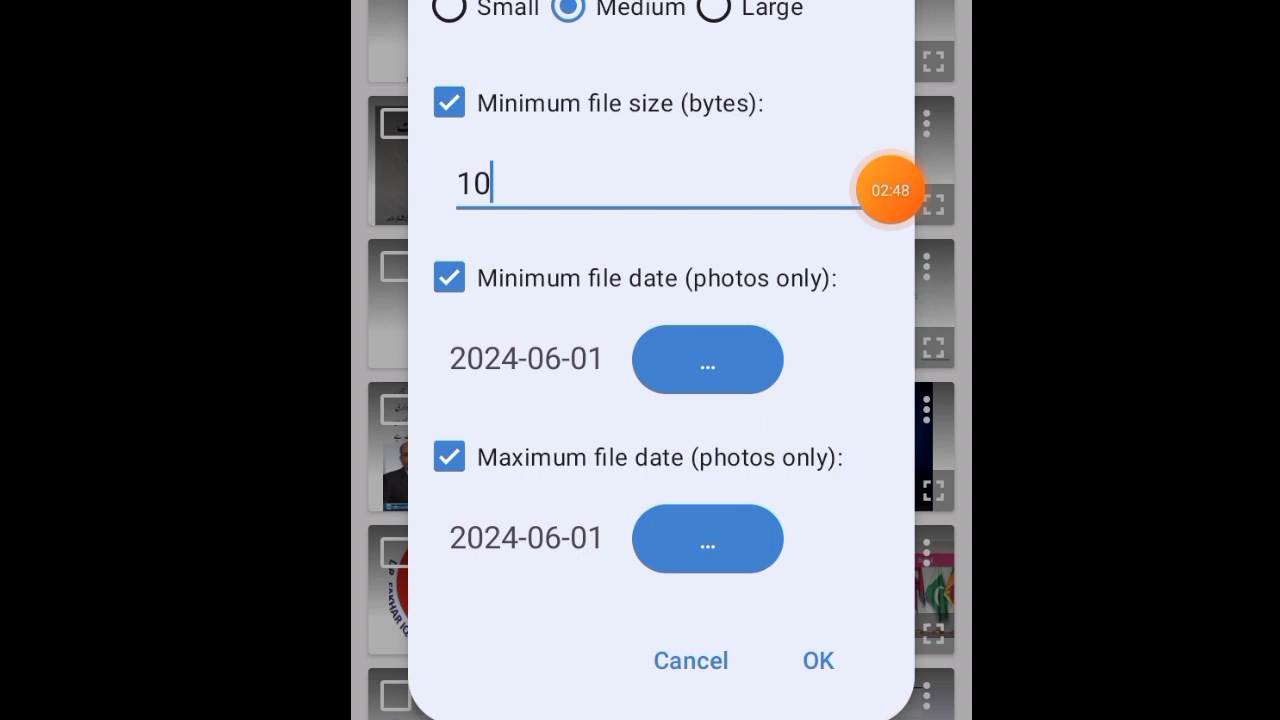 Small Medium Large
Minimum file size (bytes):
10
02:48
Minimum file date (photos only):
2024-06-01
...
Maximum file date (photos only):
2024-06-01
...
Cancel OK